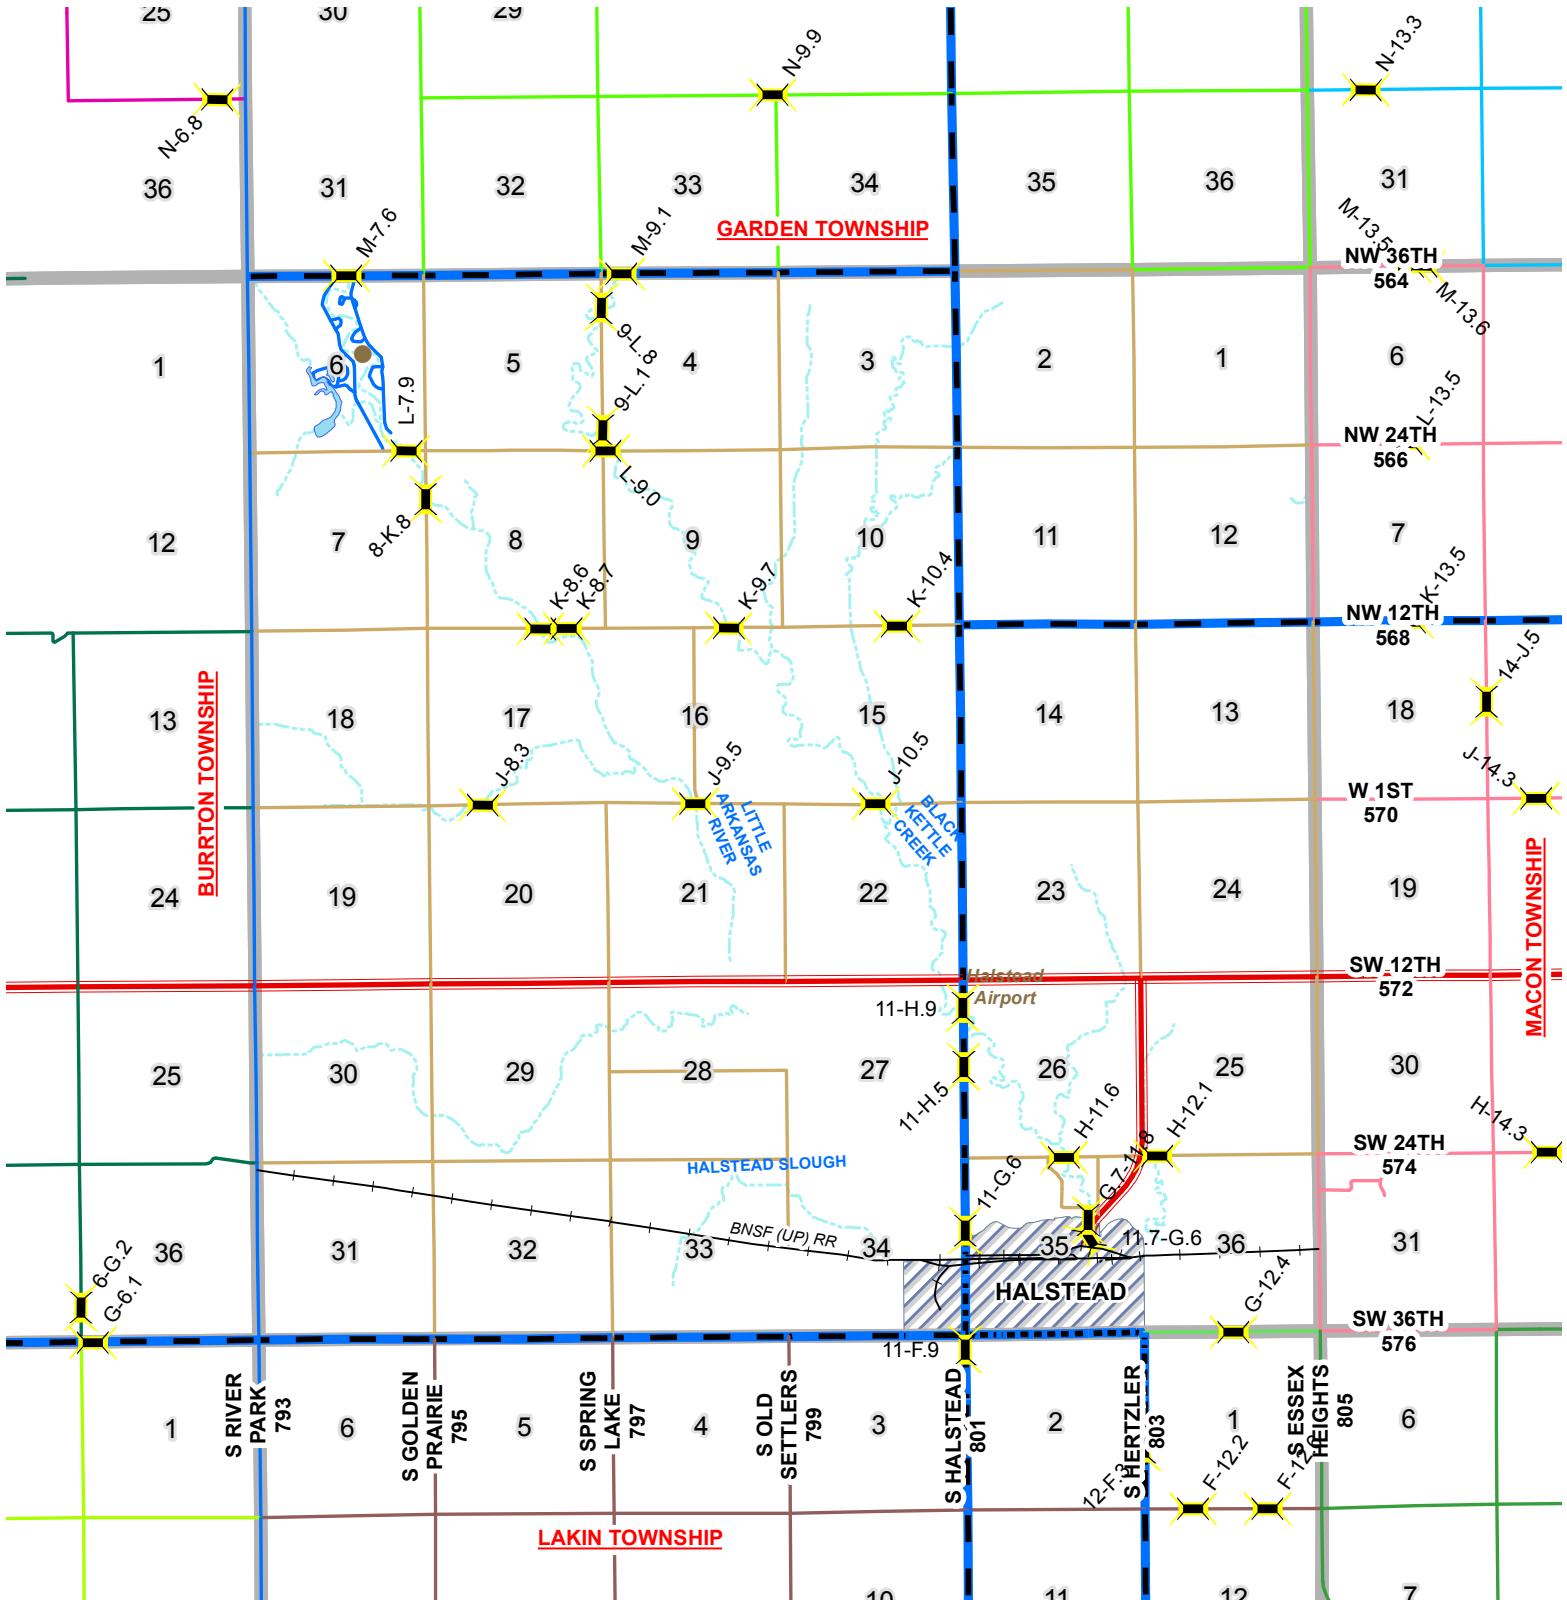 25
30
29
N-6.8
N-9.9
N-13.3
36
31
32
33
34
35
36
31
GARDEN TOWNSHIP
M-7.6
M-9.1
M-13.5
NW 36TH
564
M-13.6
1
6
5
4
3
2
1
6
9-L.8
9-L.1
L-7.9
L-13.5
NW 24TH
566
L-9.0
8-K.8
12
7
8
9
10
11
12
7
K-8.6
K-8.7
K-9.7
K-10.4
K-13.5
NW 12TH
568
14-J.5
13
18
17
16
15
14
13
18
BURRTON TOWNSHIP
J-8.3
J-9.5
J-10.5
J-14.3
W 1ST
570
LITTLE
ARKANSAS
RIVER
BLACK
KETTLE
CREEK
MACON TOWNSHIP
24
19
20
21
22
23
24
19
SW 12TH
572
Halstead
Airport
11-H.9
25
30
29
28
27
26
25
30
11-H.5
H-11.6
H-12.1
H-14.3
SW 24TH
574
HALSTEAD SLOUGH
11-G.6
G.7-11.8
BNSF (UP) RR
11.7-G.6
36
31
32
33
34
35
36
31
6-G.2
G-6.1
HALSTEAD
G-12.4
SW 36TH
576
11-F.9
S RIVER
PARK
793
S GOLDEN
PRAIRIE
795
S SPRING
LAKE
797
S OLD
SETTLERS
799
S HALSTEAD
801
S HERTZLER
803
S ESSEX
HEIGHTS
805
1
6
5
4
3
2
1
6
12-F.3
F-12.2
LAKIN TOWNSHIP
10
11
12
7